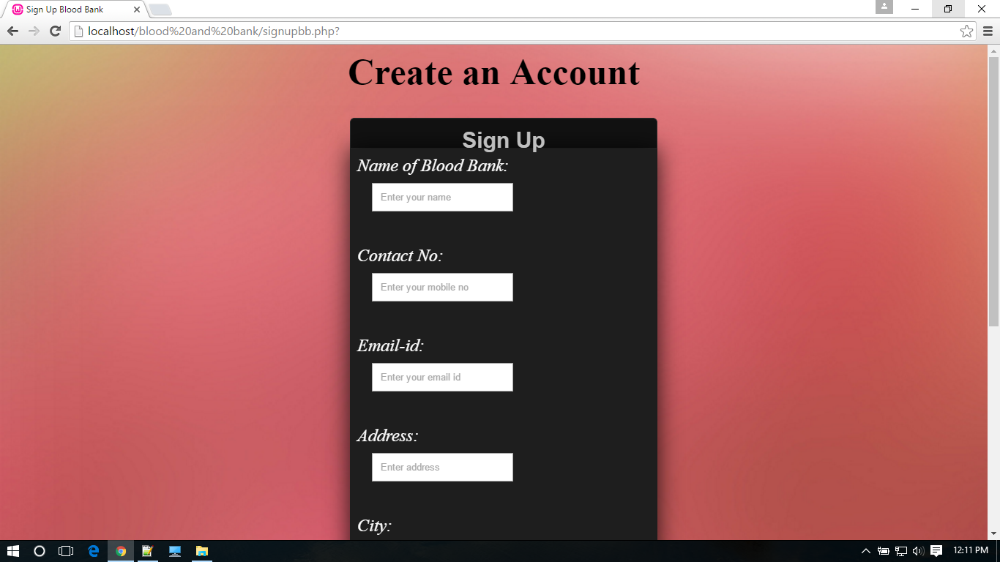 Sign Up Blood Bank
localhost/blood%20and%20bank/signupbb.php?
Create an Account
Sign Up
Name of Blood Bank:
Enter your name
Contact No:
Enter your mobile no
Email-id:
Enter your email id
Address:
Enter address
City:
12:11 PM